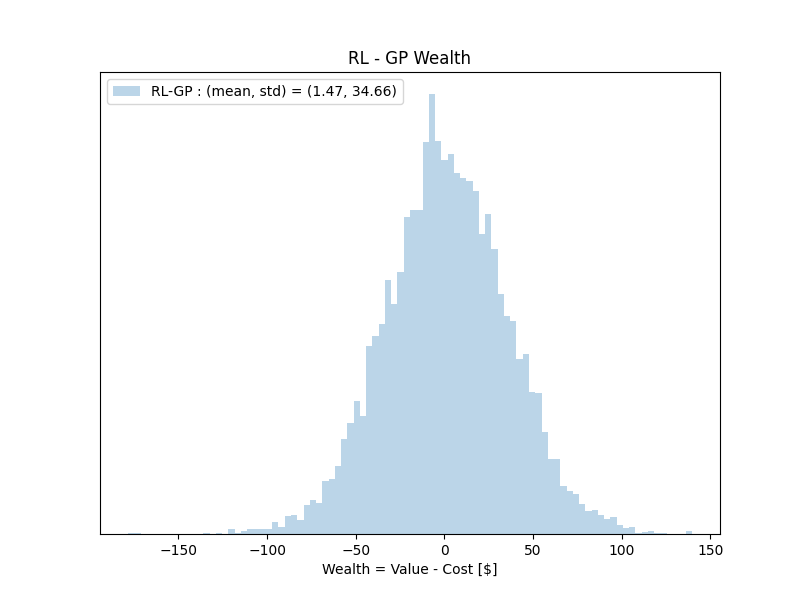 RL - GP Wealth
RL-GP : (mean, std) = (1.47, 34.66)
−150 −100 −50 0 50 100 150
Wealth = Value - Cost [$]